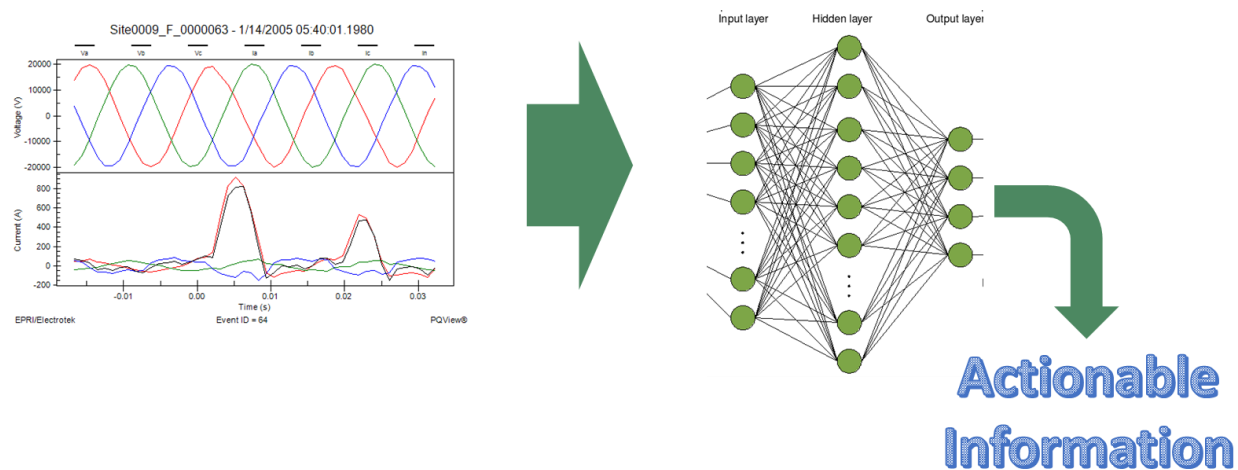 Site0009_F_0000063 - 1/14/2005 05:40:01.1980
Va Vb Vc Ia Ib Ic In
Voltage (V)
20000
10000
0
-10000
-20000
Current (A)
800
600
400
200
0
-200
-0.01 0.00 0.01 0.02 0.03
Time (s)
EPRI/Electrotek Event ID = 64 PQView®
Input layer Hidden layer Output layer
Actionable
Information